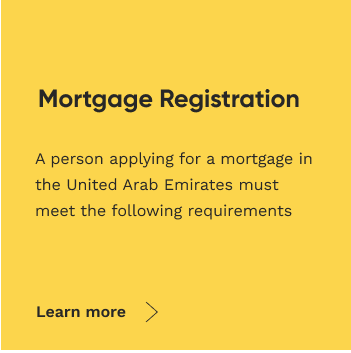 Mortgage Registration
A person applying for a mortgage in
the United Arab Emirates must
meet the following requirements
Learn more